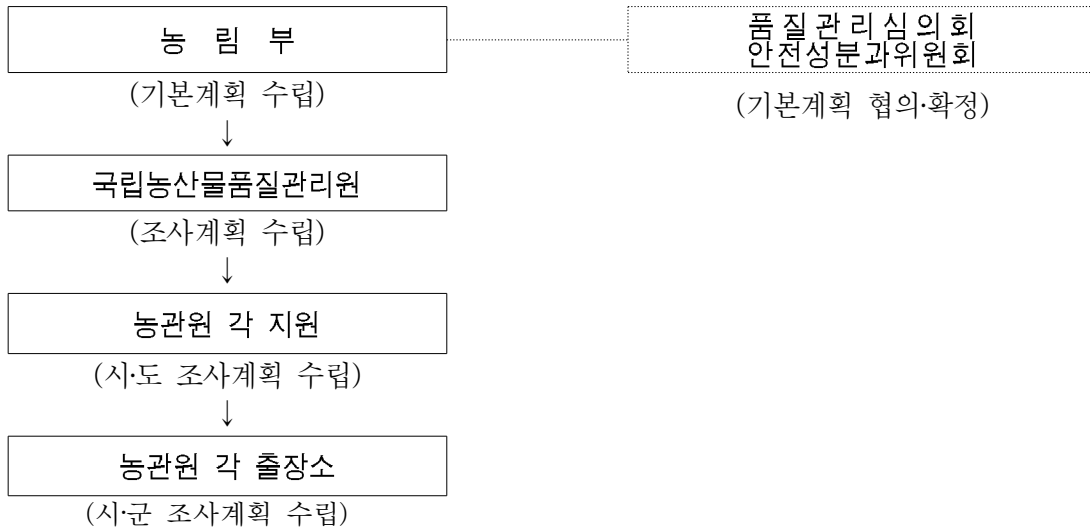 농 림 부
품 질 관 리 심 의 회
안전성분과위원회
(기본계획 수립)
(기본계획 협의·확정)
↓
국립농산물품질관리원
(조사계획 수립)
↓
농관원 각 지원
(시·도 조사계획 수립)
↓
농관원 각 출장소
(시·군 조사계획 수립)